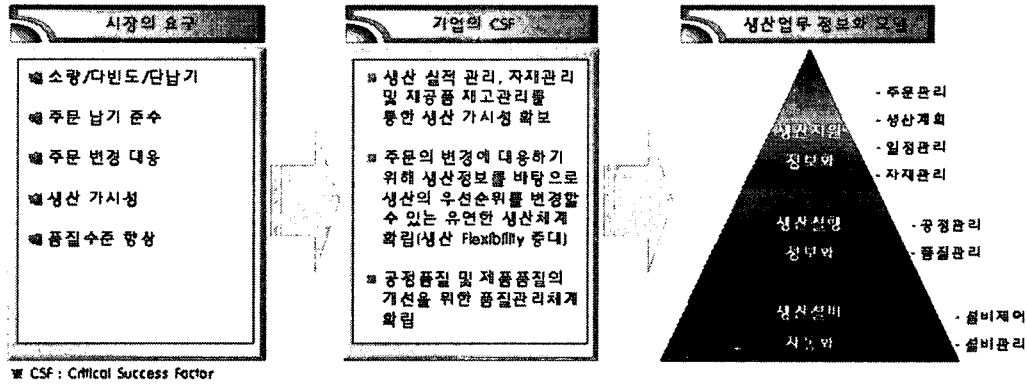 시장의 요구
소량/다빈도/단납기
주문 납기 준수
주문 변경 대응
생산 가시성
품질수준 향상
기업의 CSF
생산 실적 관리, 자재관리
및 재공품 재고관리를
통한 생산 가시성 확보
주문의 변경에 대응하기
위해 생산정보를 바탕으로
생산의 우선순위를 변경할
수 있는 유연한 생산체계
확립(생산 Flexibility 증대)
공정품질 및 제품품질의
개선을 위한 품질관리체계
확립
생산업무 정보화 모델
생산지원
정보화
- 주문관리
- 생산계획
- 일정관리
- 자재관리
생산실행
정보화
- 공정관리
- 품질관리
생산설비
자동화
- 설비제어
- 설비관리
※ CSF : Critical Success Factor